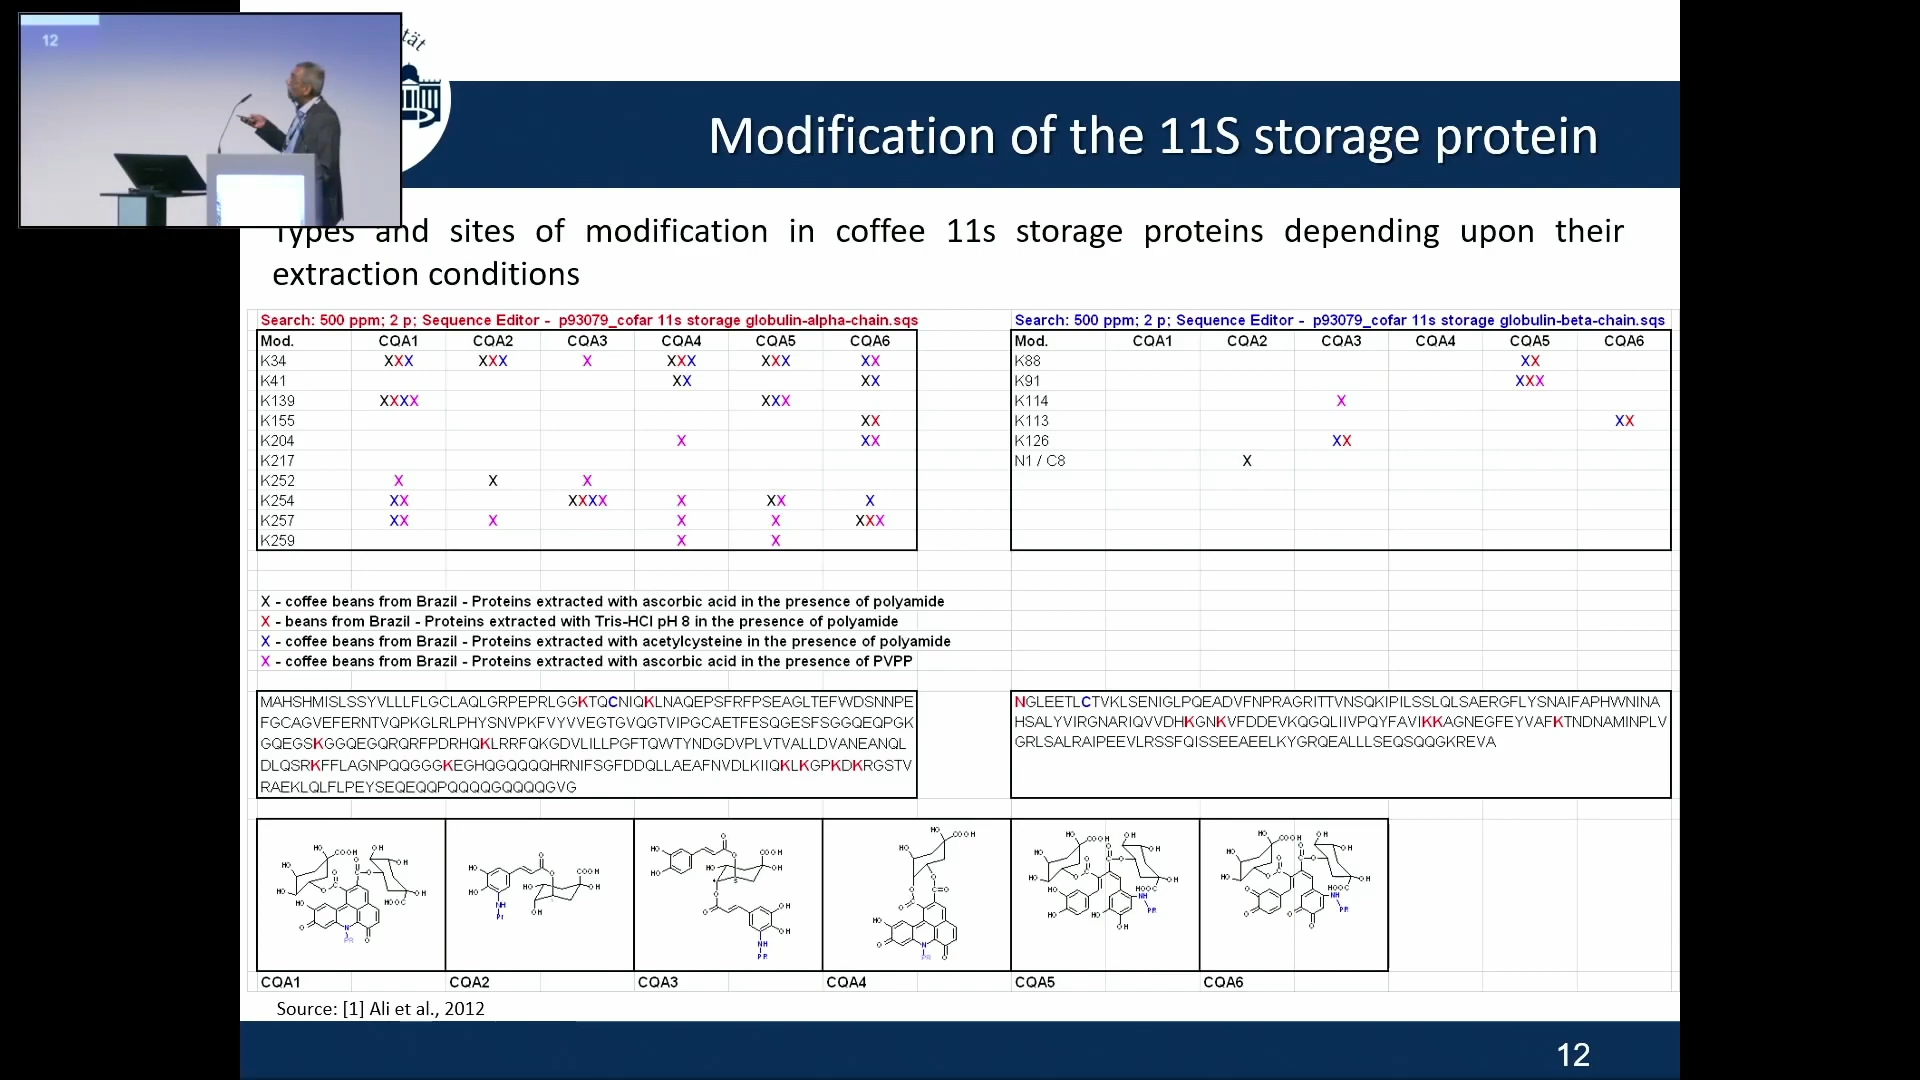 12
tät
Modification of the 11S storage protein
Types and sites of modification in coffee 11s storage proteins depending upon their
extraction conditions
Search: 500 ppm; 2 p; Sequence Editor - p93079_cofar 11s storage globulin-alpha-chain.sqs
Mod. CQA1 CQA2 CQA3 CQA4 CQA5 CQA6
K34 XXX XXX X XXX XXX XX
K41 XX XX
K139 XXXX XXX
K155 XX
K204 X XX
K217
K252 X X X
K254 XX XXXX X XX X
K257 XX X X X XXX
K259 X X
Search: 500 ppm; 2 p; Sequence Editor - p93079_cofar 11s storage globulin-beta-chain.sqs
Mod. CQA1 CQA2 CQA3 CQA4 CQA5 CQA6
K88 XX
K91 XXX
K114 X
K113 XX
K126 XX
N1 / C8 X
X - coffee beans from Brazil - Proteins extracted with ascorbic acid in the presence of polyamide
X - beans from Brazil - Proteins extracted with Tris-HCl pH 8 in the presence of polyamide
X - coffee beans from Brazil - Proteins extracted with acetylcysteine in the presence of polyamide
X - coffee beans from Brazil - Proteins extracted with ascorbic acid in the presence of PVPP
MAHSHMISLSSYVLLLFLGCLAQLGRPEPRLGGKTQCNIQKLNAQEPSFRFPSEAGLTEFWDSNNPE
FGCAGVEFERNTVQPKGLRLPHYSNVPKFVYVVEGTGVQGTVIPGCAETFESQGESFSGGQEQPGK
GQEGSKGGQEGQRQRFPDRHQKLRRFQKGDVLILLPGFTQWTYNDGDVPLVTVALLDVANEANQL
DLQSRKFFLAGNPQQGGGKEGHQGQQQQHRNIFSGFDDQLLAEAFNVDLKIIQKLKGPKDKRGSTV
RAEKLQLFLPEYSEQEQQPQQQQGQQQQGVG
NGLEETLCTVKLSENIGLPQEADVFNPRAGRITTVNSQKIPILSSLQLSAERGFLYSNAIFAPHWNINA
HSALYVIRGNARIQVVDHKGNKVFDDEVKQGQLIIVPQYFAVIKKAGNEGFEYVAFKTNDNAMINPLV
GRLSALRAIPEEVLRSSFQISSEEAEELKYGRQEALLLSEQSQQGKREVA
CQA1 CQA2 CQA3 CQA4 CQA5 CQA6
Source: [1] Ali et al., 2012
12